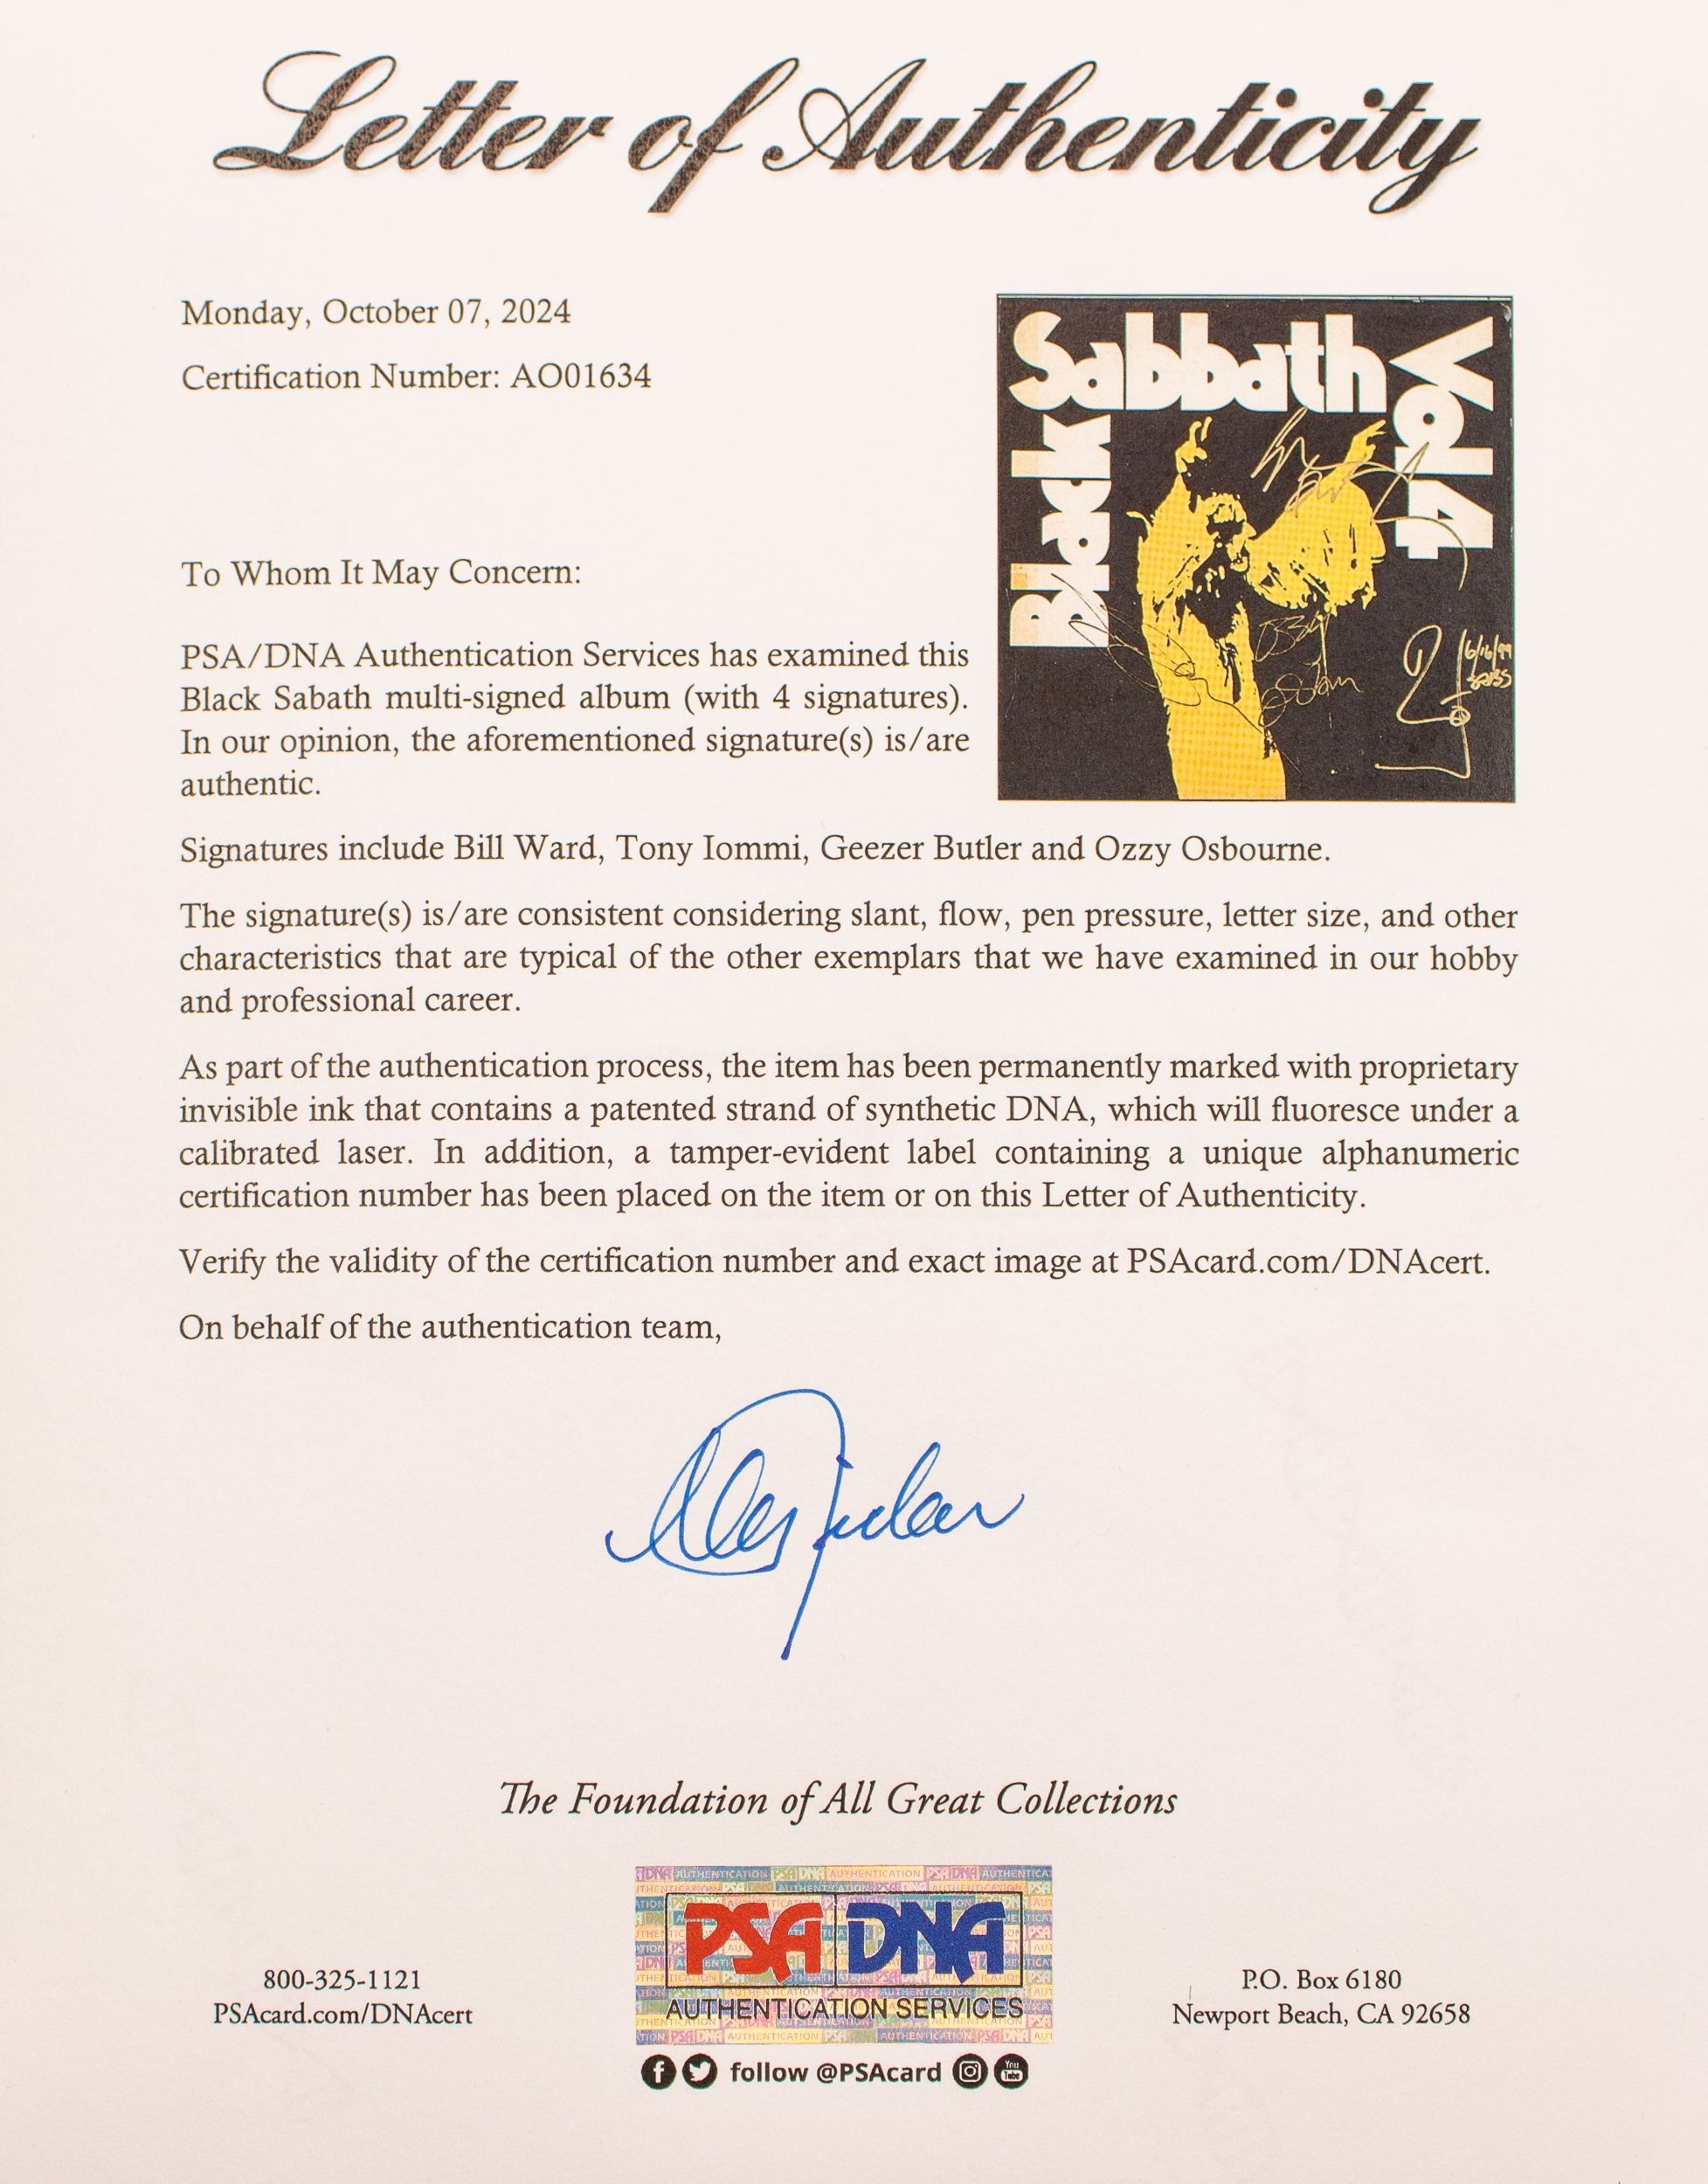 Letter of Authenticity
Monday, October 07, 2024
Certification Number: AO01634
Black
Sabbath
Vol 4
6/16/99
To Whom It May Concern:
PSA/DNA Authentication Services has examined this
Black Sabath multi-signed album (with 4 signatures).
In our opinion, the aforementioned signature(s) is/are
authentic.
Signatures include Bill Ward, Tony Iommi, Geezer Butler and Ozzy Osbourne.
The signature(s) is/are consistent considering slant, flow, pen pressure, letter size, and other
characteristics that are typical of the other exemplars that we have examined in our hobby
and professional career.
As part of the authentication process, the item has been permanently marked with proprietary
invisible ink that contains a patented strand of synthetic DNA, which will fluoresce under a
calibrated laser. In addition, a tamper-evident label containing a unique alphanumeric
certification number has been placed on the item or on this Letter of Authenticity.
Verify the validity of the certification number and exact image at PSAcard.com/DNAcert.
On behalf of the authentication team,
The Foundation of All Great Collections
PSA DNA
AUTHENTICATION SERVICES
800-325-1121
PSAcard.com/DNAcert
P.O. Box 6180
Newport Beach, CA 92658
follow @PSAcard
You
Tube